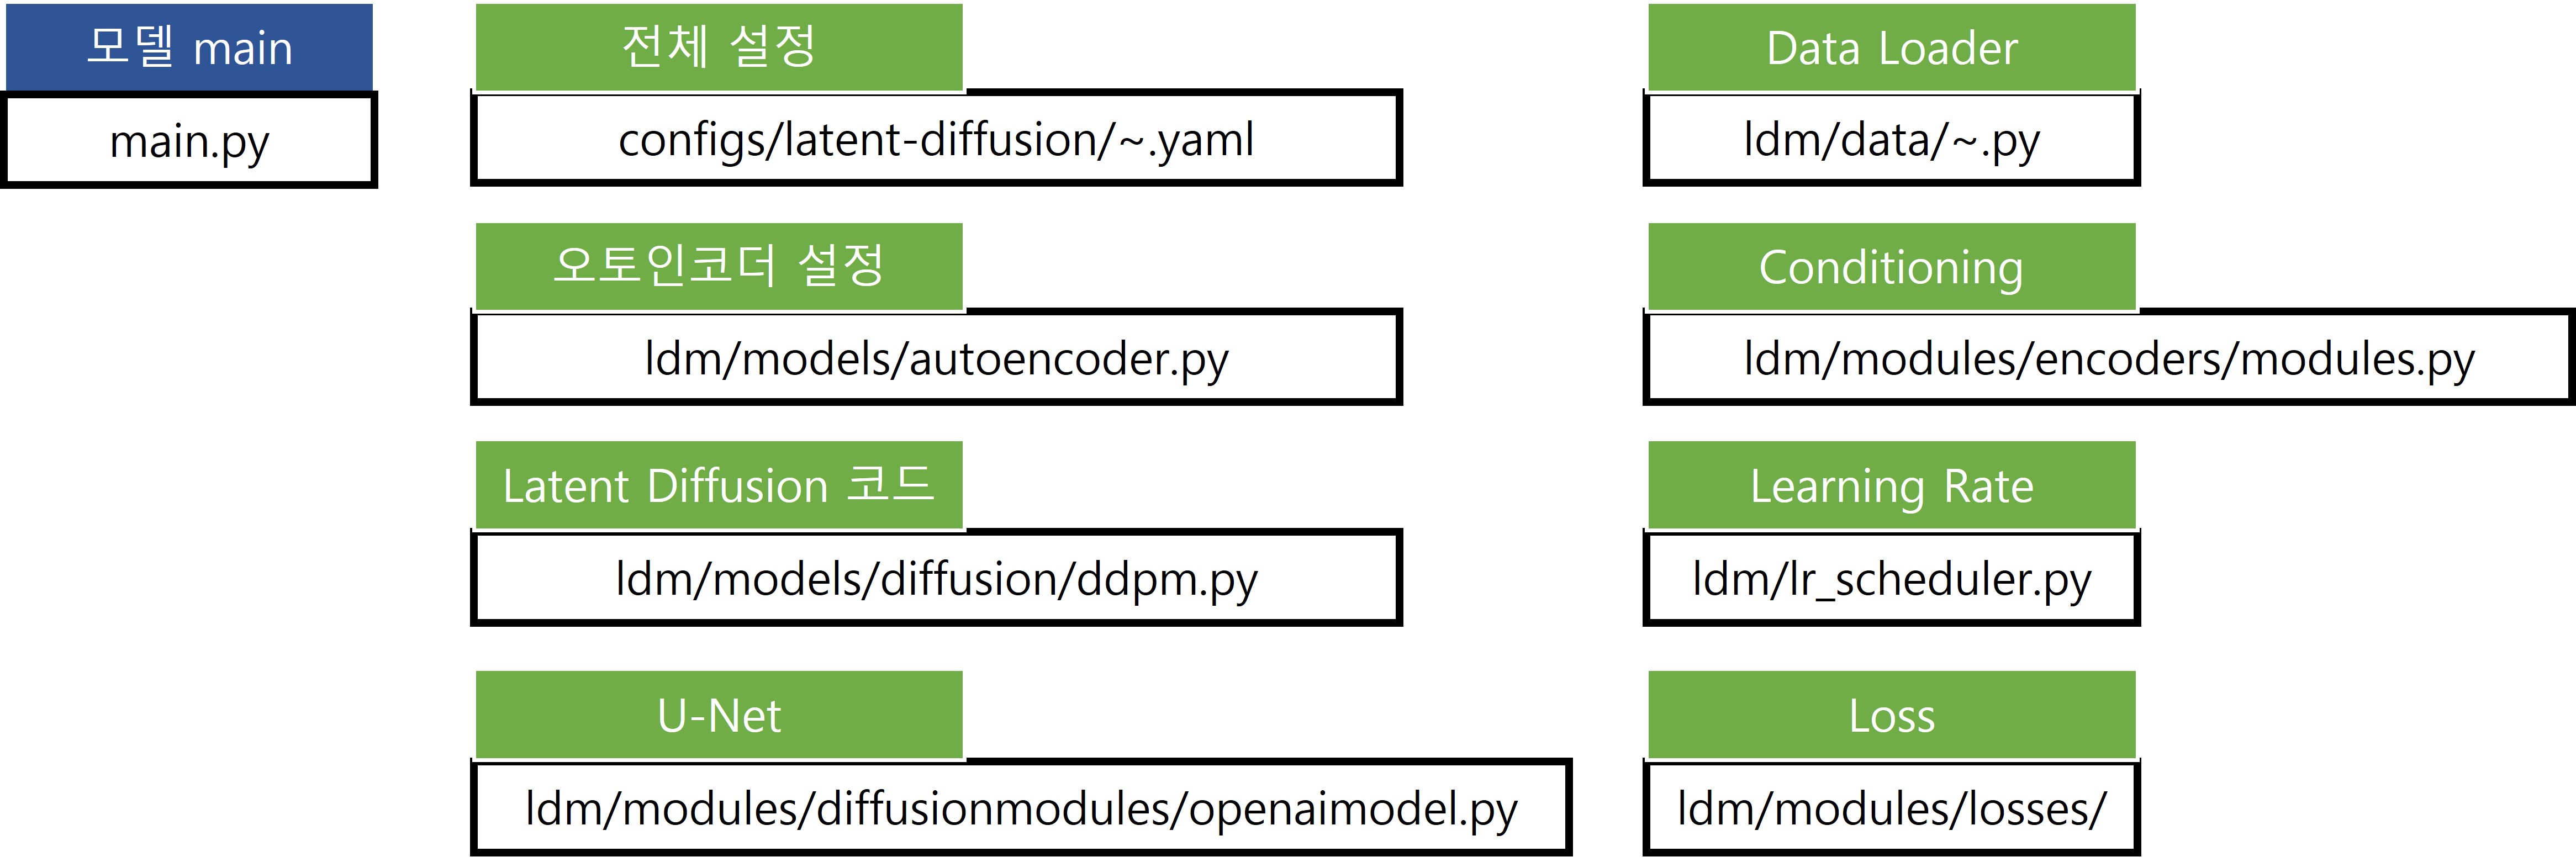 모델 main
main.py
전체 설정
configs/latent-diffusion/~.yaml
오토인코더 설정
ldm/models/autoencoder.py
Latent Diffusion 코드
ldm/models/diffusion/ddpm.py
U-Net
ldm/modules/diffusionmodules/openaimodel.py
Data Loader
ldm/data/~.py
Conditioning
ldm/modules/encoders/modules.py
Learning Rate
ldm/lr_scheduler.py
Loss
ldm/modules/losses/